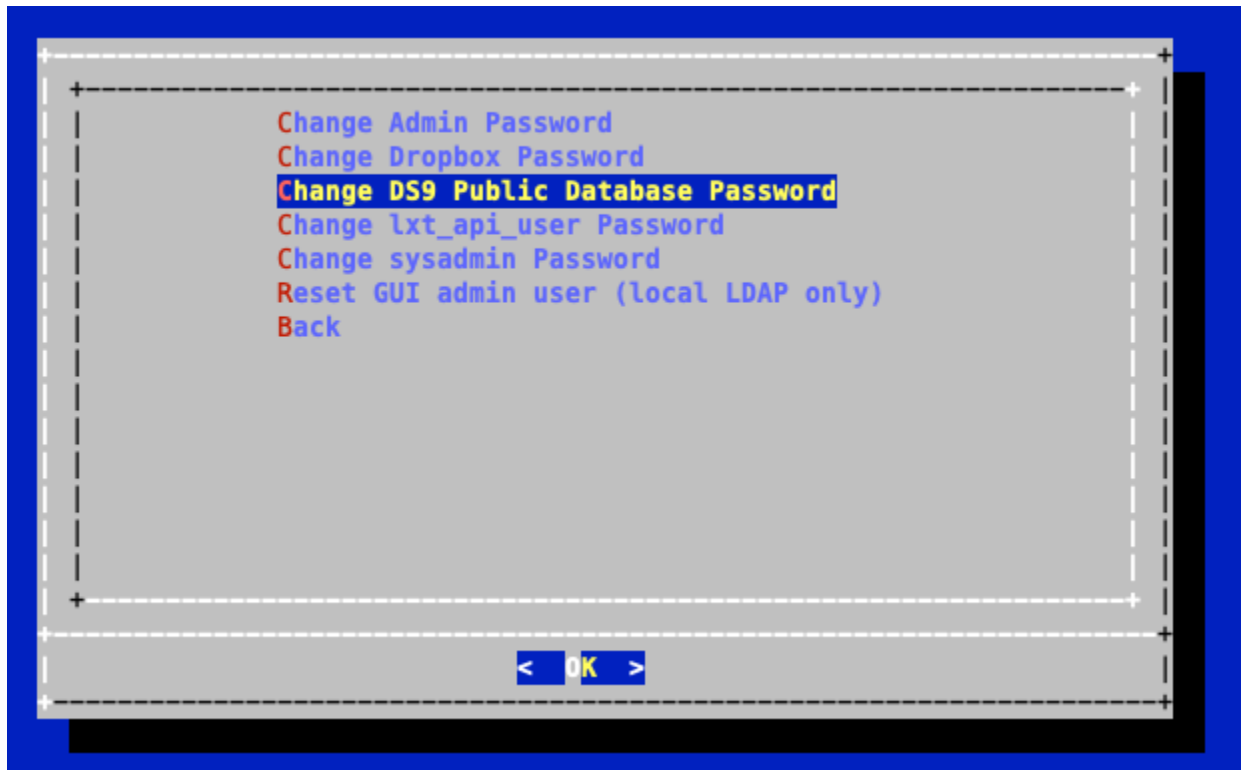 Change Admin Password
Change Dropbox Password
Change DS9 Public Database Password
Change lxt_api_user Password
Change sysadmin Password
Reset GUI admin user (local LDAP only)
Back
< OK >